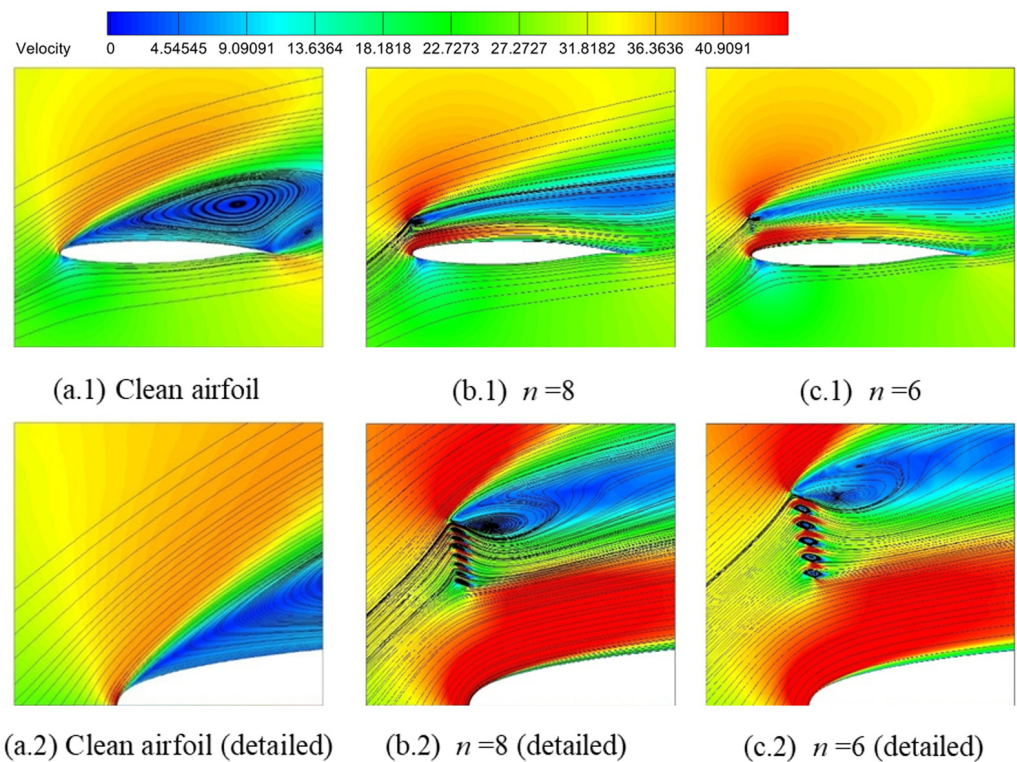 Velocity 0 4.54545 9.09091 13.6364 18.1818 22.7273 27.2727 31.8182 36.3636 40.9091
(a.1) Clean airfoil (b.1) n =8 (c.1) n =6
(a.2) Clean airfoil (detailed) (b.2) n =8 (detailed) (c.2) n =6 (detailed)